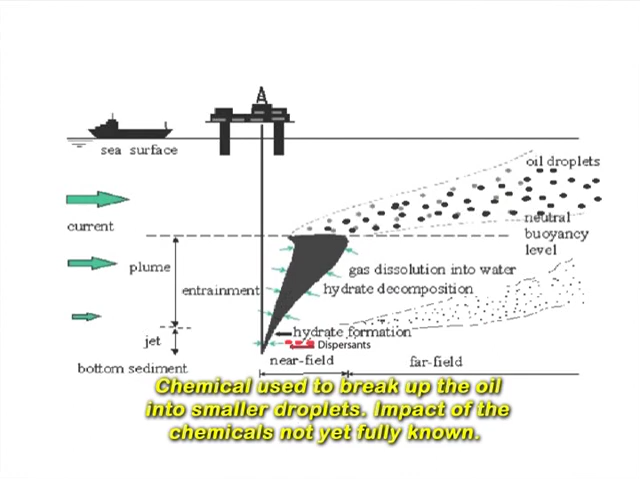 sea surface
oil droplets
current
neutral
buoyancy
level
plume
gas dissolution into water
entrainment
hydrate decomposition
hydrate formation
jet
Dispersants
bottom sediment
near-field
far-field
Chemical used to break up the oil
into smaller droplets. Impact of the
chemicals not yet fully known.